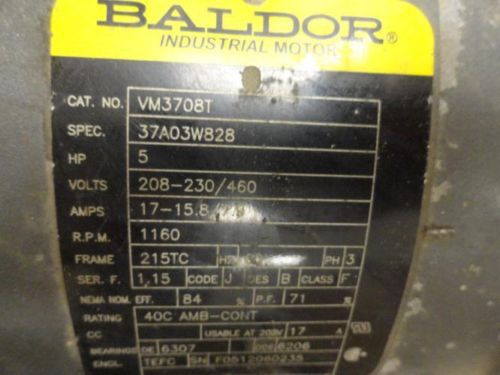 BALDOR®
INDUSTRIAL MOTOR
CAT. NO. VM3708T
SPEC. 37A03W828
HP 5
VOLTS 208-230/460
AMPS 17-15.8/
R.P.M. 1160
FRAME 215TC HZ PH 3
SER. F. 1.15 CODE J DES B CLASS F
NEMA NOM. EFF. 84 % P.F. 71 %
RATING 40C AMB-CONT
CC USABLE AT 208V 17 A
BEARINGS DE 6307 ODE 6206
ENCL. TEFC SN F0512060235